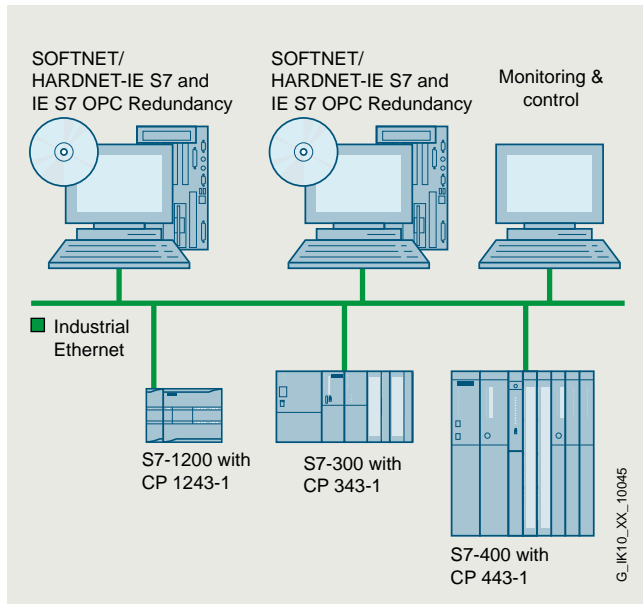 SOFTNET/
HARDNET-IE S7 and
IE S7 OPC Redundancy
SOFTNET/
HARDNET-IE S7 and
IE S7 OPC Redundancy
Monitoring &
control
Industrial
Ethernet
S7-1200 with
CP 1243-1
S7-300 with
CP 343-1
S7-400 with
CP 443-1
G_IK10_XX_10045